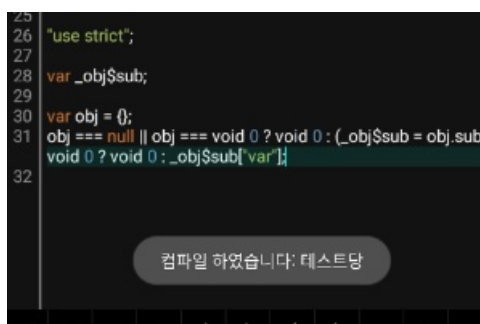 25
26 "use strict";
27
28 var _obj$sub;
29
30 var obj = {};
31 obj === null || obj === void 0 ? void 0 : (_obj$sub = obj.sub
void 0 ? void 0 : _obj$sub["var"];
32
컴파일 하였습니다: 테스트당